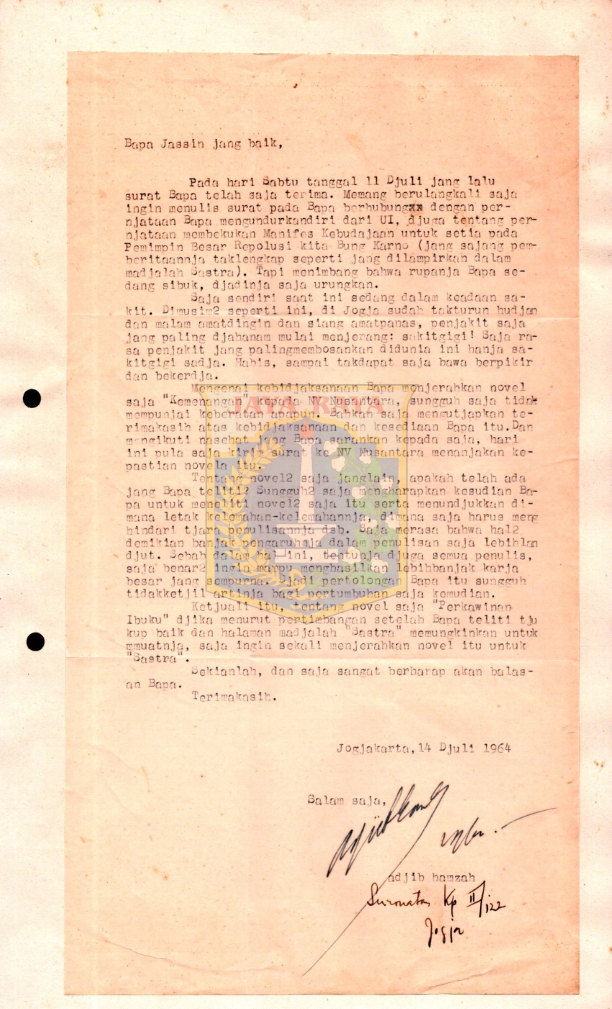 Bapa Jassin jang baik,
Pada hari Sabtu tanggal 11 Djuli jang lalu
surat Bapa telah saja terima. Memang berulangkali saja
ingin menulis surat pada Bapa berhubungxx dengan per-
njataan Bapa mengundurkandiri dari UI, djuga tentang per-
njataan membekukan Manifes Kebudajaan untuk setia pada
Pemimpin Besar Repolusi kita Bung Karno (jang sajang pem-
beritaannja taklengkap seperti jang dilampirkan dalam
madjalah Sastra). Tapi menimbang bahwa rupanja Bapa se-
dang sibuk, djadinja saja urungkan.
Saja sendiri saat ini sedang dalam keadaan sa-
kit. Dimusim2 seperti ini, di Jogja sudah takturun hudjan
dan malam amatdingin dan siang amatpanas, penjakit saja
jang paling djahanam mulai menjerang: sakitgigi! Saja ra-
sa penjakit jang palingmembosankan didunia ini hanja sa-
kitgigi sadja. Habis, sampai takdapat saja bawa berpikir
dan bekerdja.
Mengenai kebidjaksanaan Bapa menjerahkan novel
saja "Kemenangan" kepada NV Nusantara, sungguh saja tidak
mempunjai keberatan apapun. Bahkan saja mengutjapkan te-
rimakasih atas kebidjaksanaan dan kesediaan Bapa itu.Dan
mengikuti nasehat jang Bapa sarankan kepada saja, hari
ini pula saja kirim surat ke NV Nusantara menanjakan ke-
pastian novel itu.
Tentang novel2 saja janglain, apakah telah ada
jang Bapa teliti? Sungguh2 saja mengharapkan kesudian Ba-
pa untuk meneliti novel2 saja itu serta menundjukkan di-
mana letak kelemahan-kelemahannja, dimana saja harus meng
hindari tjara penulisannja dsb. Saja merasa bahwa hal2
demikian banjak pengaruhnja dalam penulisan saja lebihlan
djut. Sebab dalam ini, tentunja djuga semua penulis,
saja benar2 ingin menghasilkan lebihbanjak karja
besar jang sempurna. Djadi pertolongan Bapa itu sungguh
tidakketjil artinja bagi pertumbuhan saja kemudian.
Ketjuali itu, tentang novel saja "Perkawinan
Ibuku" djika menurut pertimbangan setelah Bapa teliti tju
kup baik dan halaman madjalah "Sastra" memungkinkan untuk
mmuatnja, saja ingin sekali menjerahkan novel itu untuk
"Sastra".
Sekianlah, dan saja sangat berharap akan balas-
an Bapa.
Terimakasih.
Jogjakarta,14 Djuli 1964
Salam saja,
adjib hamzah
Suronatan Kp II/122
Jogja